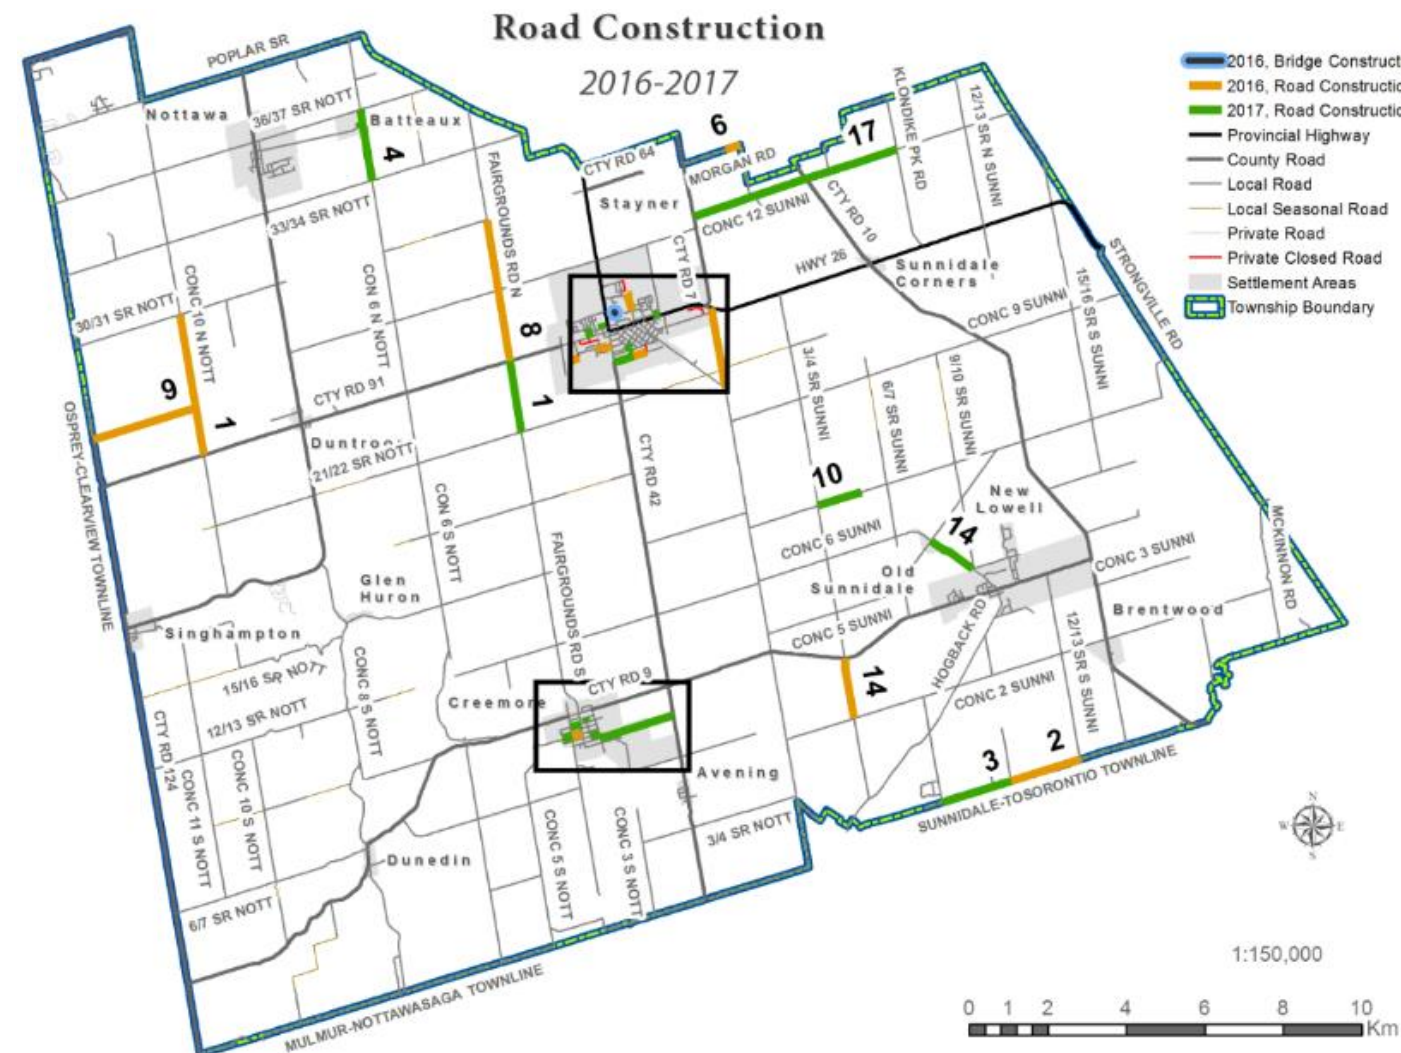 Road Construction
2016-2017
2016, Bridge Construct
2016, Road Constructio
2017, Road Constructio
Provincial Highway
County Road
Local Road
Local Seasonal Road
Private Road
Private Closed Road
Settlement Areas
Township Boundary
POPLAR SR
Nottawa
36/37 SR NOTT
Batteaux
4
33/34 SR NOTT
FAIRGROUNDS RD N
CTY RD 64
6
MORGAN RD
17
KLONDIKE PK RD
12/13 SR N SUNNI
Stayner
CONC 12 SUNNI
CTY RD 10
CTY RD 7
HWY 26
Sunnidale
Corners
STRONGVILLE RD
30/31 SR NOTT
CONC 10 N NOTT
CON 6 N NOTT
CONC 9 SUNNI
15/16 SR S SUNNI
8
9
1
CTY RD 91
1
3/4 SR SUNNI
6/7 SR SUNNI
9/10 SR SUNNI
OSPREY-CLEARVIEW TOWNLINE
Duntroo
21/22 SR NOTT
CTY RD 42
10
New
Lowell
CON 6 S NOTT
CONC 6 SUNNI
14
MCKINNON RD
FAIRGROUNDS RD S
CONC 3 SUNNI
Glen
Huron
Old
Sunnidale
Brentwood
Singhampton
CONC 5 SUNNI
HOGBACK RD
12/13 SR S SUNNI
15/16 SR NOTT
CONC 8 S NOTT
CTY RD 9
14
CONC 2 SUNNI
12/13 SR NOTT
Creemore
CTY RD 124
CONC 11 S NOTT
CONC 10 S NOTT
Avening
3
2
SUNNIDALE-TOSORONTIO TOWNLINE
3/4 SR NOTT
CONC 5 S NOTT
CONC 3 S NOTT
Dunedin
6/7 SR NOTT
MULMUR-NOTTAWASAGA TOWNLINE
N
W E
S
1:150,000
0 1 2 4 6 8 10
Km